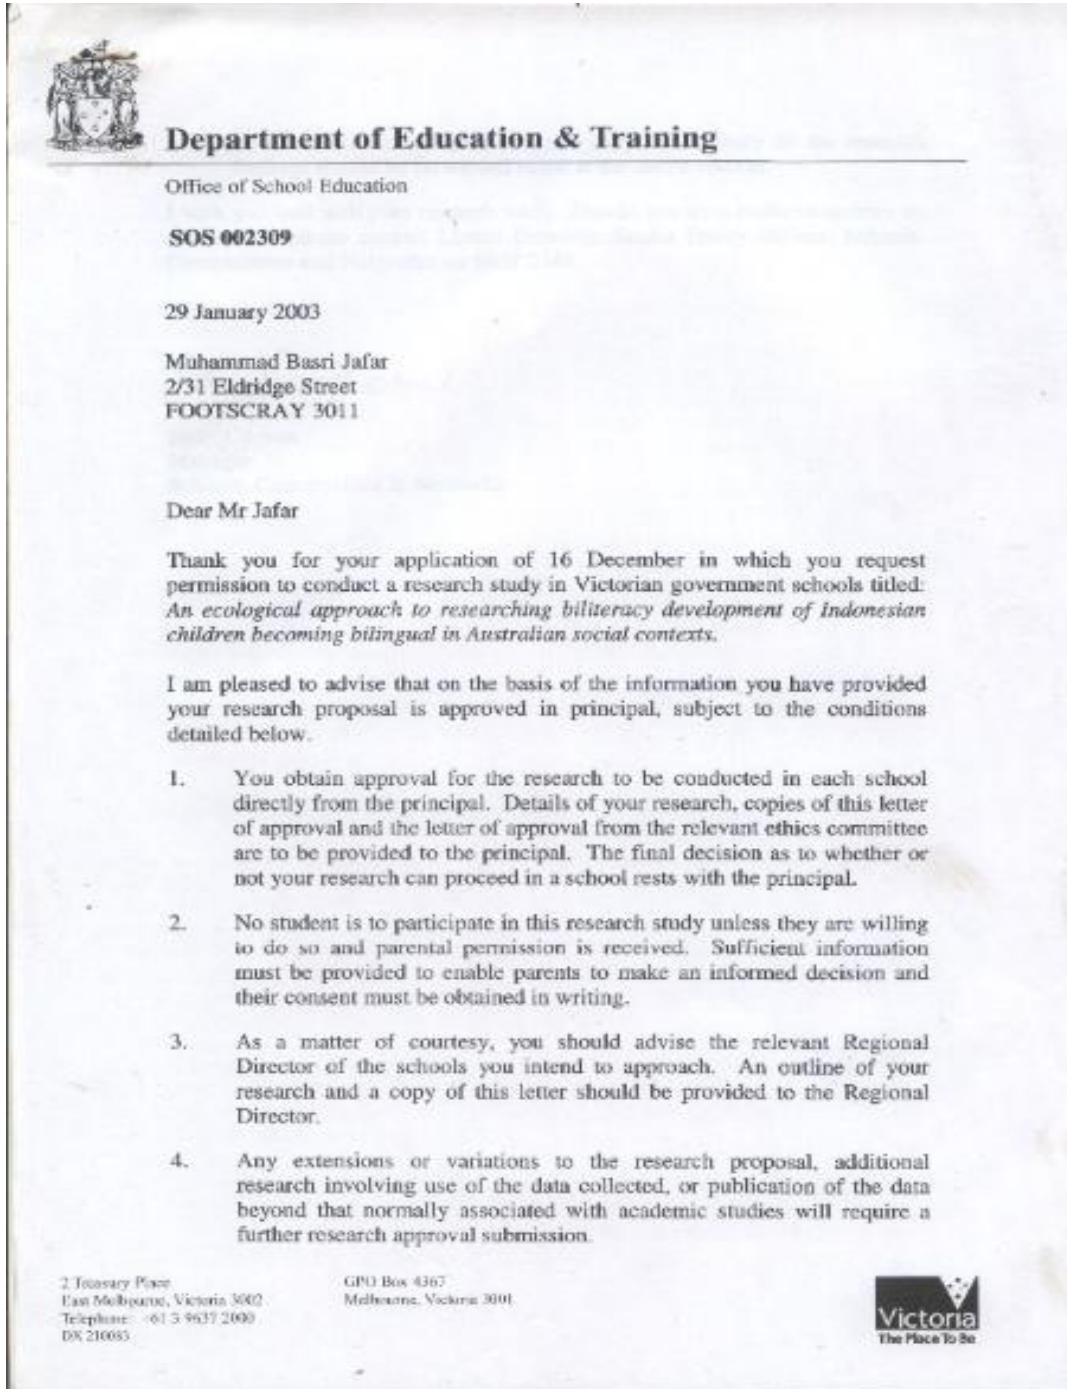 Department of Education & Training
Office of School Education
SOS 002309
29 January 2003
Muhammad Basri Jafar
2/31 Eldridge Street
FOOTSCRAY 3011
Dear Mr Jafar
Thank you for your application of 16 December in which you request
permission to conduct a research study in Victorian government schools titled:
An ecological approach to researching biliteracy development of Indonesian
children becoming bilingual in Australian social contexts.
I am pleased to advise that on the basis of the information you have provided
your research proposal is approved in principal, subject to the conditions
detailed below.
1. You obtain approval for the research to be conducted in each school
directly from the principal. Details of your research, copies of this letter
of approval and the letter of approval from the relevant ethics committee
are to be provided to the principal. The final decision as to whether or
not your research can proceed in a school rests with the principal.
2. No student is to participate in this research study unless they are willing
to do so and parental permission is received. Sufficient information
must be provided to enable parents to make an informed decision and
their consent must be obtained in writing.
3. As a matter of courtesy, you should advise the relevant Regional
Director of the schools you intend to approach. An outline of your
research and a copy of this letter should be provided to the Regional
Director.
4. Any extensions or variations to the research proposal, additional
research involving use of the data collected, or publication of the data
beyond that normally associated with academic studies will require a
further research approval submission.
2 Treasury Place
East Melbourne, Victoria 3002
Telephone: +61 3 9637 2000
DX 210083
GPO Box 4367
Melbourne, Victoria 3001
Victoria
The Place To Be